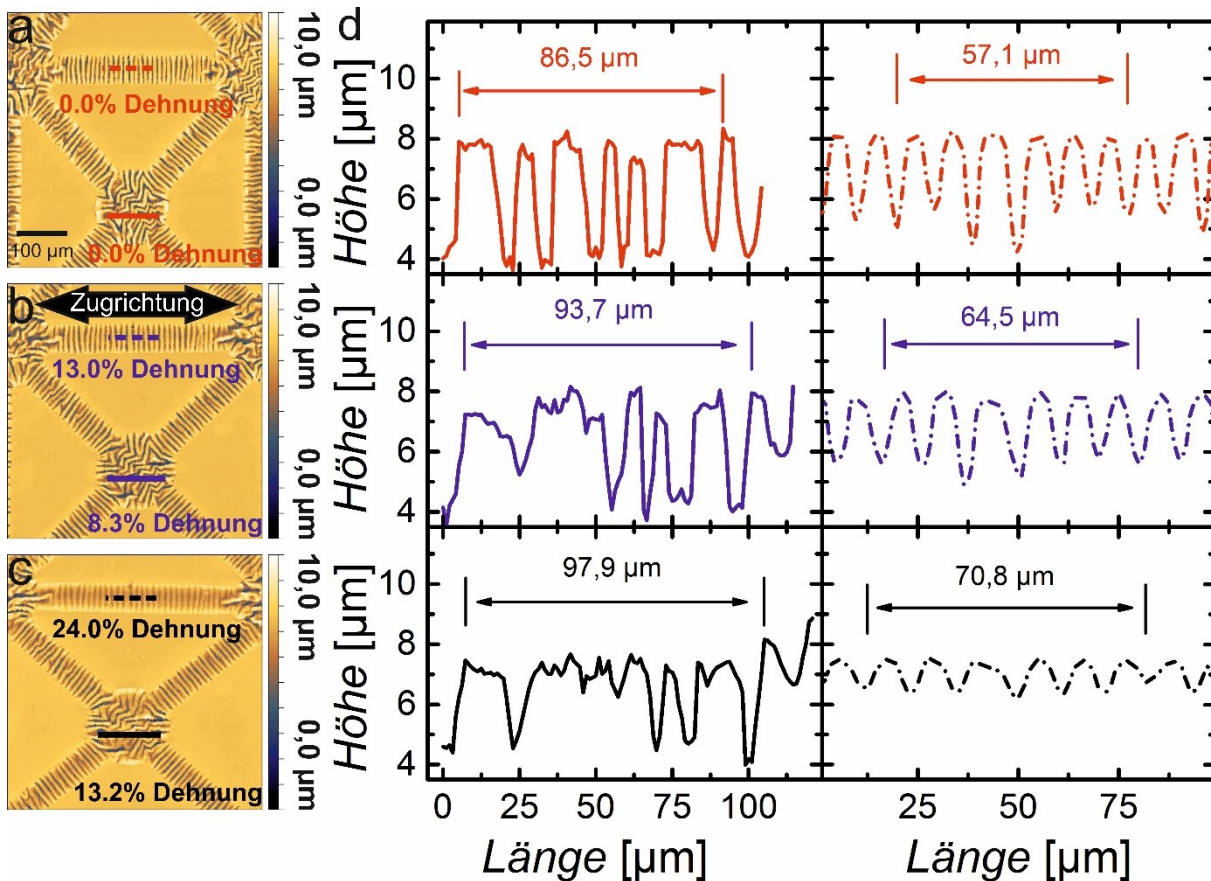 a
0.0% Dehnung
100 µm
0.0% Dehnung
10,0 µm
0,0 µm
b
Zugrichtung
13.0% Dehnung
8.3% Dehnung
10,0 µm
0,0 µm
c
24.0% Dehnung
13.2% Dehnung
10,0 µm
0,0 µm
d
86,5 µm
57,1 µm
10
8
6
4
Höhe [µm]
93,7 µm
64,5 µm
10
8
6
4
Höhe [µm]
97,9 µm
70,8 µm
10
8
6
4
Höhe [µm]
0 25 50 75 100
25 50 75
Länge [µm]
Länge [µm]